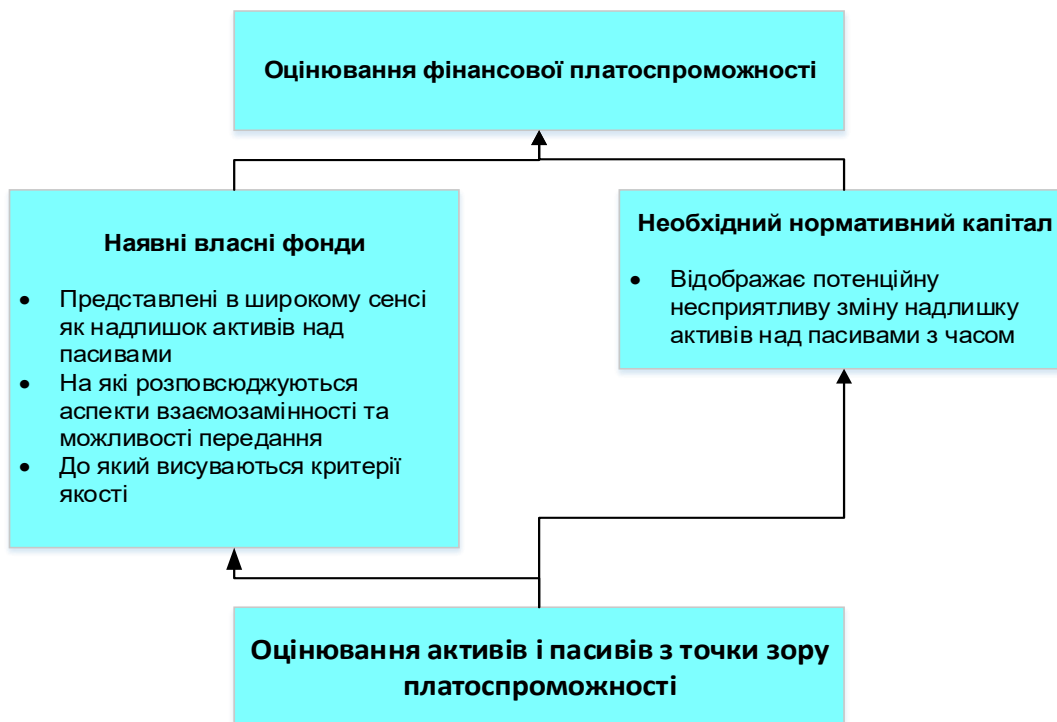 Оцінювання фінансової платоспроможності
Наявні власні фонди
• Представлені в широкому сенсі
як надлишок активів над
пасивами
• На які розповсюджуються
аспекти взаємозамінності та
можливості передання
• До який висуваються критерії
якості
Необхідний нормативний капітал
• Відображає потенційну
несприятливу зміну надлишку
активів над пасивами з часом
Оцінювання активів і пасивів з точки зору
платоспроможності